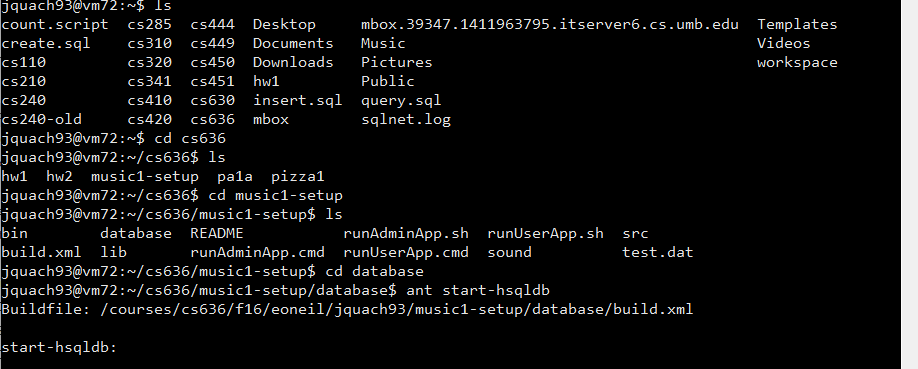 jquach93@vm72:~$ ls
count.script cs285 cs444 Desktop mbox.39347.1411963795.itserver6.cs.umb.edu Templates
create.sql cs310 cs449 Documents Music Videos
cs110 cs320 cs450 Downloads Pictures workspace
cs210 cs341 cs451 hw1 Public
cs240 cs410 cs630 insert.sql query.sql
cs240-old cs420 cs636 mbox sqlnet.log
jquach93@vm72:~$ cd cs636
jquach93@vm72:~/cs636$ ls
hw1 hw2 music1-setup pa1a pizza1
jquach93@vm72:~/cs636$ cd music1-setup
jquach93@vm72:~/cs636/music1-setup$ ls
bin database README runAdminApp.sh runUserApp.sh src
build.xml lib runAdminApp.cmd runUserApp.cmd sound test.dat
jquach93@vm72:~/cs636/music1-setup$ cd database
jquach93@vm72:~/cs636/music1-setup/database$ ant start-hsqldb
Buildfile: /courses/cs636/f16/eoneil/jquach93/music1-setup/database/build.xml
start-hsqldb: